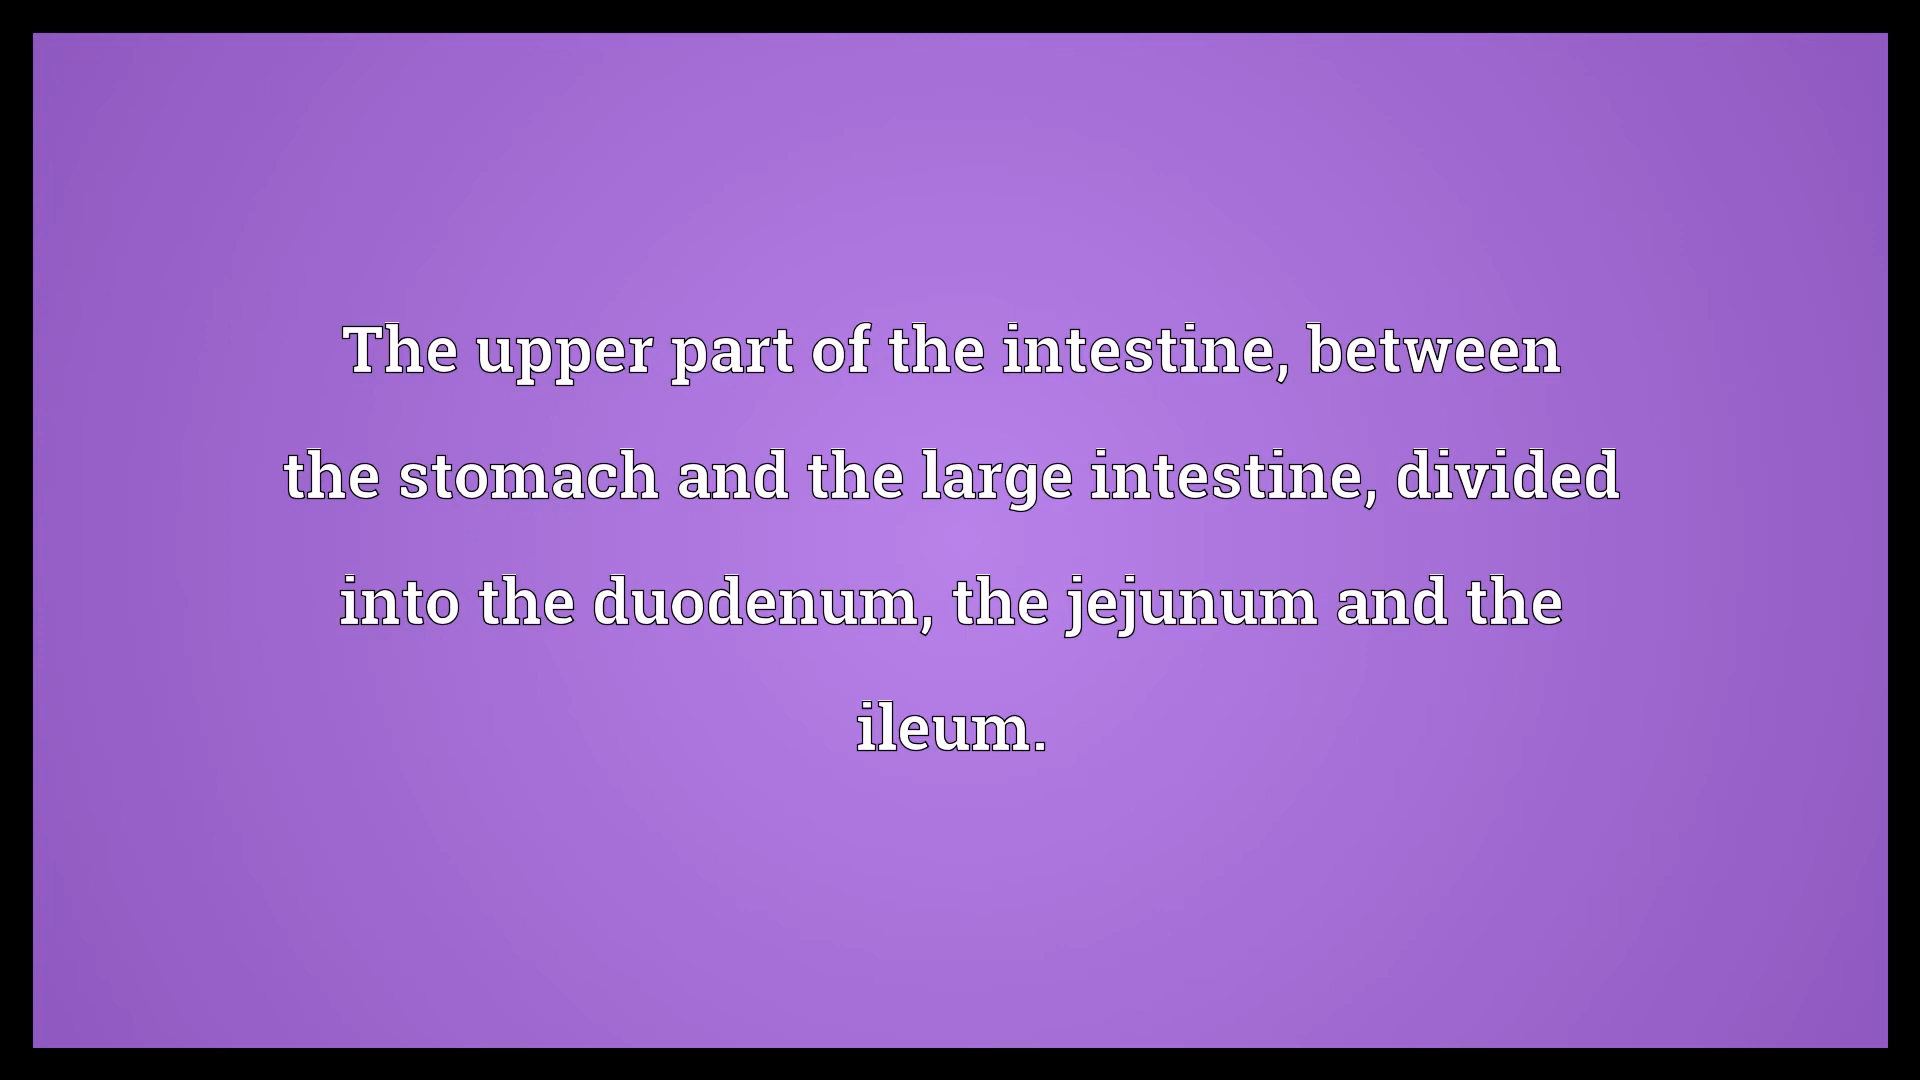 The upper part of the intestine, between
the stomach and the large intestine, divided
into the duodenum, the jejunum and the
ileum.